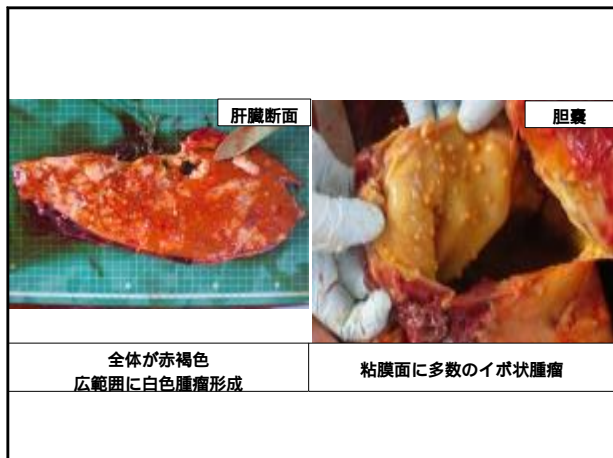 肝臓断面
胆嚢
全体が赤褐色
広範囲に白色腫瘤形成
粘膜面に多数のイボ状腫瘤